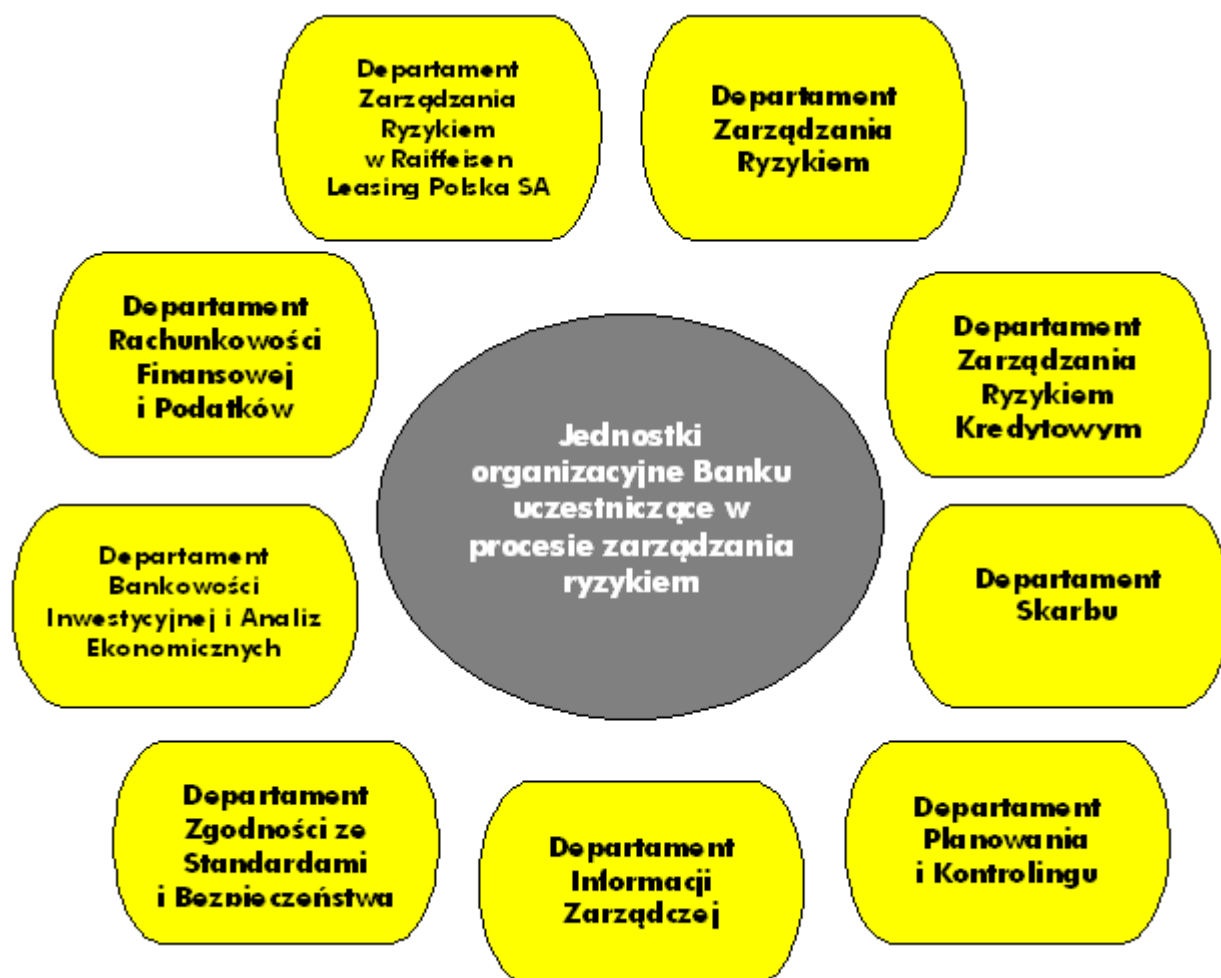 Departament
Zarządzania
Ryzykiem
w Raiffeisen
Leasing Polska SA
Departament
Zarządzania
Ryzykiem
Departament
Rachunkowości
Finansowej
i Podatków
Departament
Zarządzania
Ryzykiem
Kredytowym
Jednostki
organizacyjne Banku
uczestniczące w
procesie zarządzania
ryzykiem
Departament
Bankowości
Inwestycyjnej i Analiz
Ekonomicznych
Departament
Skarbu
Departament
Zgodności ze
Standardami
i Bezpieczeństwa
Departament
Informacji
Zarządczej
Departament
Planowania
i Kontrolingu